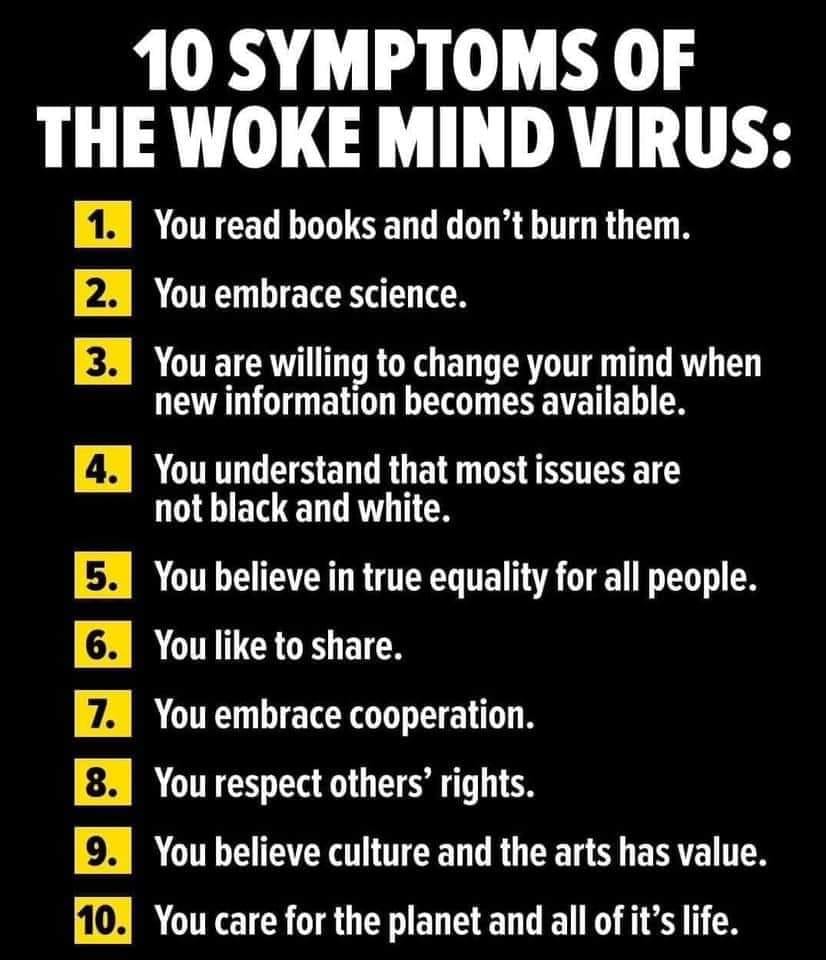 10 SYMPTOMS OF
THE WOKE MIND VIRUS:
1. You read books and don't burn them.
2. You embrace science.
3. You are willing to change your mind when
new information becomes available.
4. You understand that most issues are
not black and white.
5. You believe in true equality for all people.
6. You like to share.
7. You embrace cooperation.
8. You respect others' rights.
9. You believe culture and the arts has value.
10. You care for the planet and all of it's life.